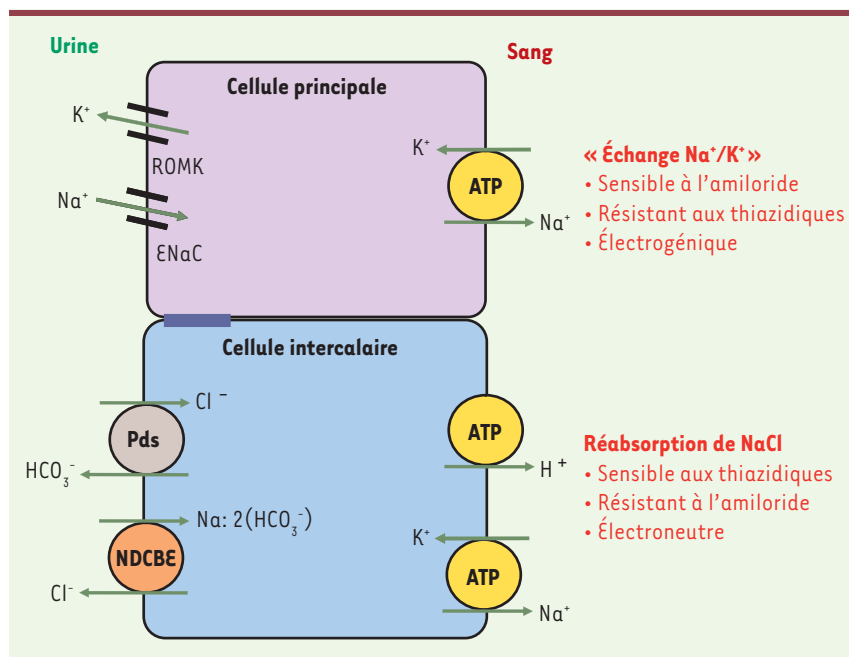 Urine
Sang
Cellule principale
K⁺
ROMK
Na⁺
ENaC
K⁺
ATP
Na⁺
« Échange Na⁺/K⁺ »
• Sensible à l’amiloride
• Résistant aux thiazidiques
• Électrogénique
Cellule intercalaire
Cl⁻
Pds
HCO₃⁻
Na: 2(HCO₃⁻)
NDCBE
Cl⁻
ATP
H⁺
K⁺
ATP
Na⁺
Réabsorption de NaCl
• Sensible aux thiazidiques
• Résistant à l’amiloride
• Électroneutre